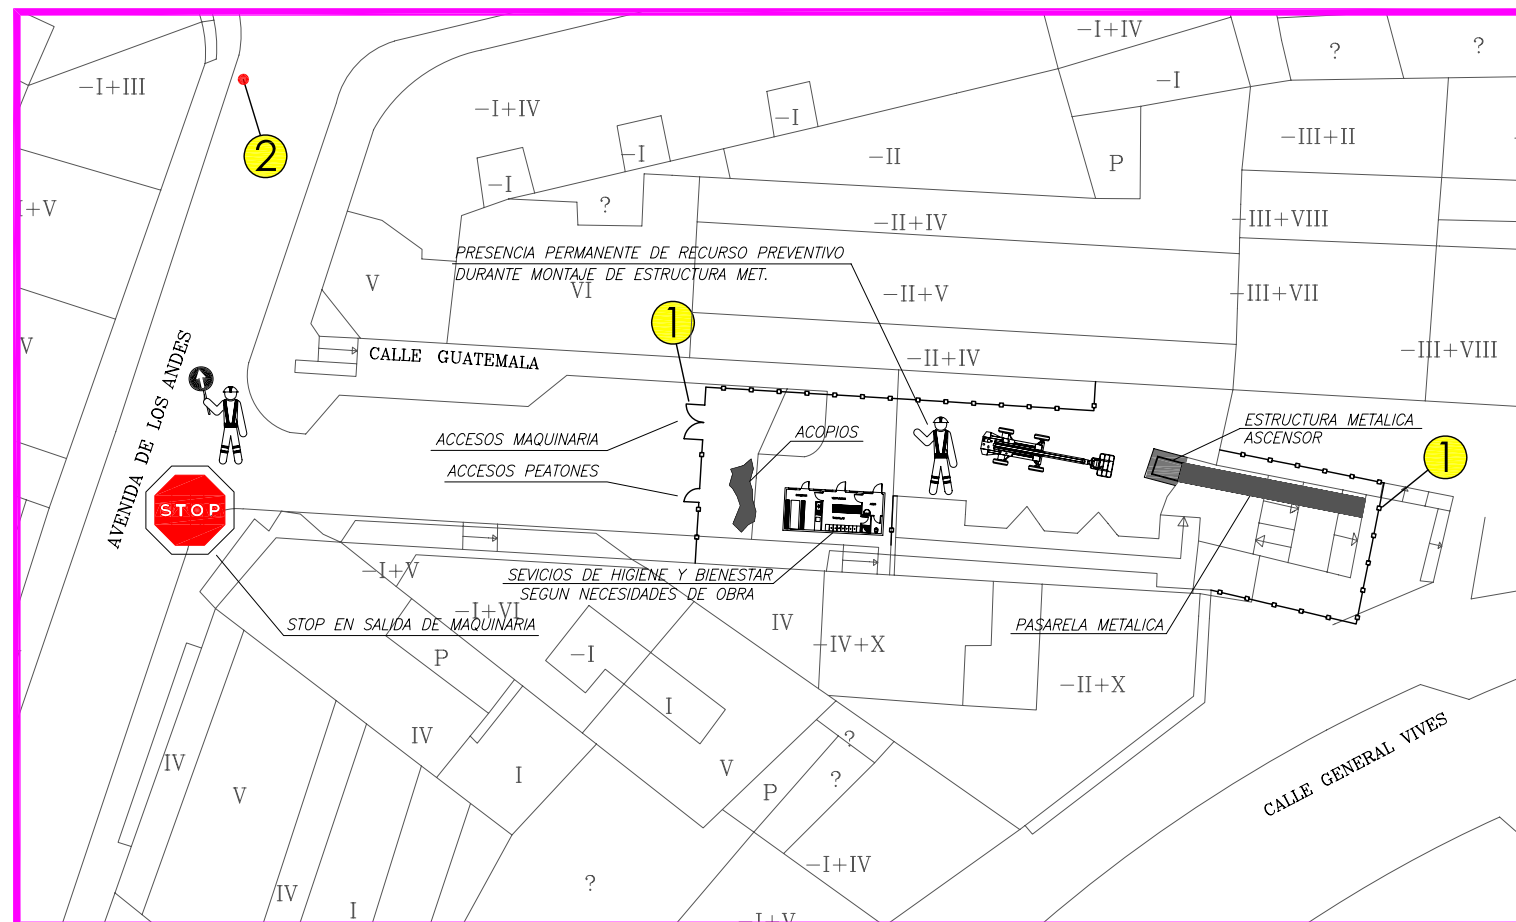 -I+IV
?
?
-I+III
-I
-I+IV
-I
-III+II
-I
-II
P
2
-I
I+V
?
-II+IV
-III+VIII
PRESENCIA PERMANENTE DE RECURSO PREVENTIVO
DURANTE MONTAJE DE ESTRUCTURA MET.
V
VI
-II+V
-III+VII
1
V
CALLE GUATEMALA
-II+IV
-III+VIII
AVENIDA DE LOS ANDES
ACCESOS MAQUINARIA
ACOPIOS
ESTRUCTURA METALICA
ASCENSOR
1
ACCESOS PEATONES
STOP
-I+V
SEVICIOS DE HIGIENE Y BIENESTAR
SEGUN NECESIDADES DE OBRA
-I+VI
STOP EN SALIDA DE MAQUINARIA
IV
-IV+X
PASARELA METALICA
P
-I
-II+X
I
IV
IV
?
CALLE GENERAL VIVES
V
I
V
P
?
-I+IV
?
IV
I
-I+V